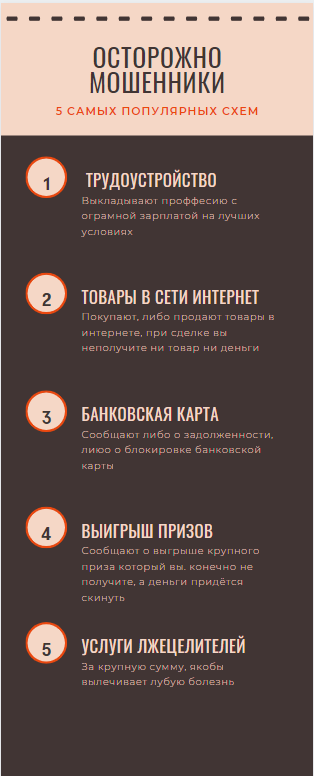 ОСТОРОЖНО
МОШЕННИКИ
5 САМЫХ ПОПУЛЯРНЫХ СХЕМ
1
ТРУДОУСТРОЙСТВО
Выкладывают проффесию с
ограмной зарплатой на лучших
условиях
2
ТОВАРЫ В СЕТИ ИНТЕРНЕТ
Покупают, либо продают товары в
интернете, при сделке вы
неполучите ни товар ни деньги
3
БАНКОВСКАЯ КАРТА
Сообщают либо о задолженности,
лиюо о блокировке банковской
карты
4
ВЫИГРЫШ ПРИЗОВ
Сообщают о выгрыше крупного
приза который вы. конечно не
получите, а деньги придётся
скинуть
5
УСЛУГИ ЛЖЕЦЕЛИТЕЛЕЙ
За крупную сумму, якобы
вылечивает лубую болезнь